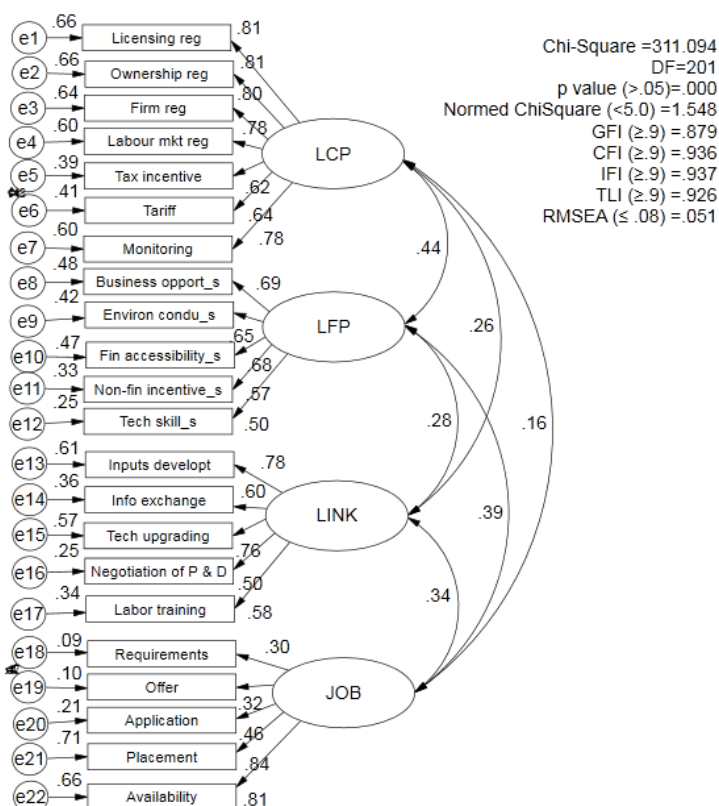 Chi-Square =311.094
DF=201
p value (>.05)=.000
Normed ChiSquare (<5.0) =1.548
GFI (≥.9) =.879
CFI (≥.9) =.936
IFI (≥.9) =.937
TLI (≥.9) =.926
RMSEA (≤ .08) =.051
e1 .66 Licensing reg .81
e2 .66 Ownership reg .81
e3 .64 Firm reg .80
e4 .60 Labour mkt reg .78
e5 .39 Tax incentive .62
e6 .41 Tariff .64
e7 .60 Monitoring .78
LCP
e8 .48 Business opport_s .69
e9 .42 Environ condu_s .65
e10 .47 Fin accessibility_s .68
e11 .33 Non-fin incentive_s .57
e12 .25 Tech skill_s .50
LFP
e13 .61 Inputs developt .78
e14 .36 Info exchange .60
e15 .57 Tech upgrading .76
e16 .25 Negotiation of P & D .50
e17 .34 Labor training .58
LINK
e18 .09 Requirements .30
e19 .10 Offer .32
e20 .21 Application .46
e21 .71 Placement .84
e22 .66 Availability .81
JOB
.44
.26
.28
.16
.39
.34